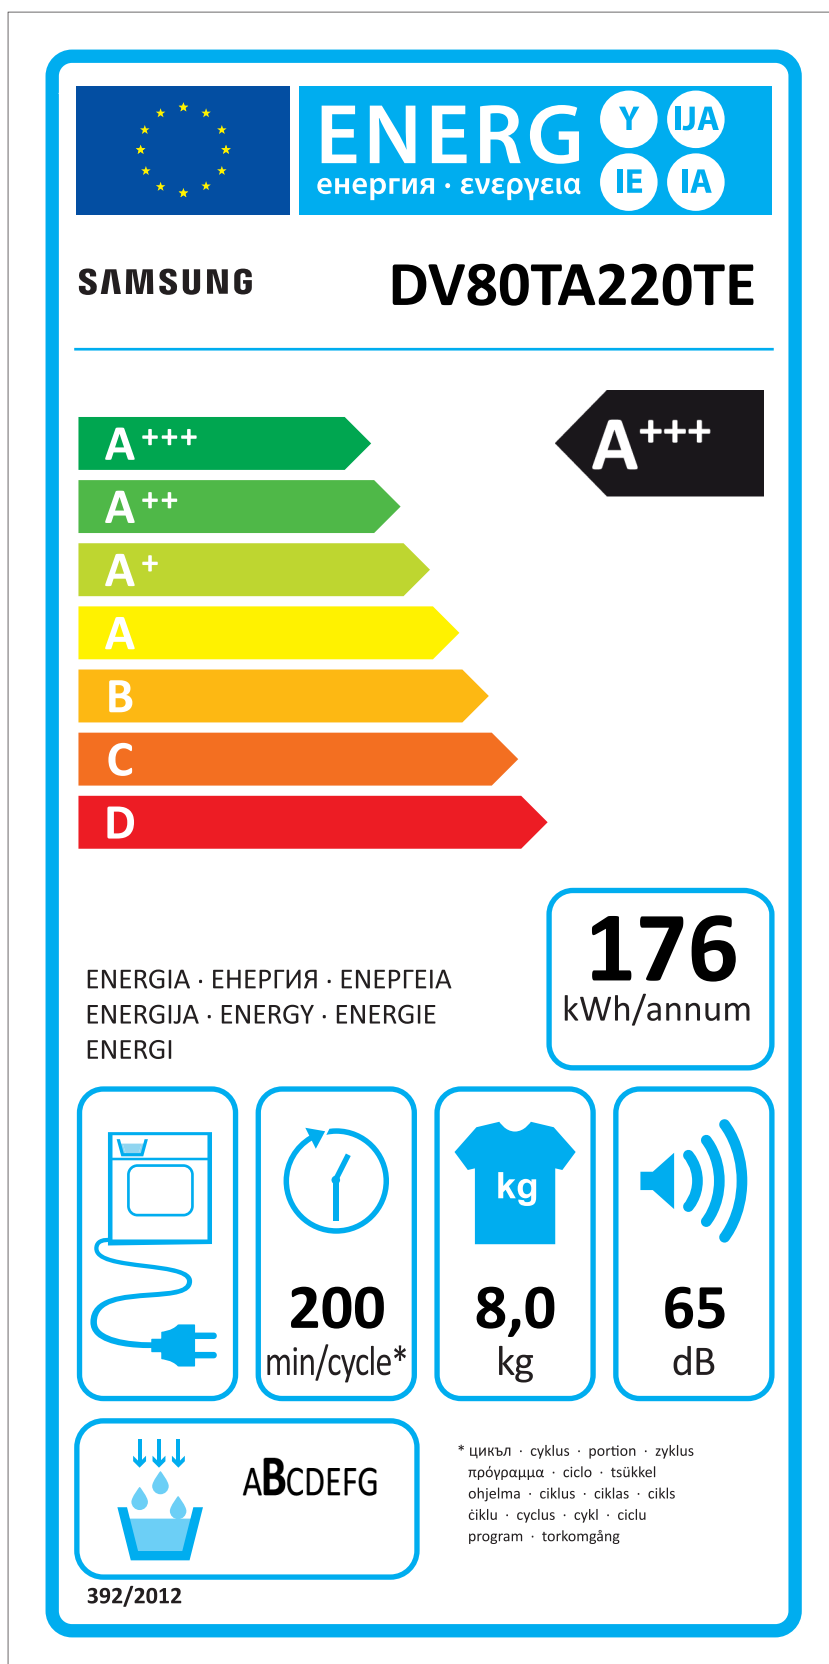 ENERG
Y
IJA
енергия · ενεργεια
IE
IA
SAMSUNG
DV80TA220TE
A+++
A+++
A++
A+
A
B
C
D
176
kWh/annum
ENERGIA · ЕНЕРГИЯ · ΕΝΕΡΓΕΙΑ
ENERGIJA · ENERGY · ENERGIE
ENERGI
kg
200
min/cycle*
8,0
kg
65
dB
ABCDEFG
* цикъл · cyklus · portion · zyklus
πρόγραμμα · ciclo · tsükkel
ohjelma · ciklus · ciklas · cikls
ċiklu · cyclus · cykl · ciclu
program · torkomgång
392/2012